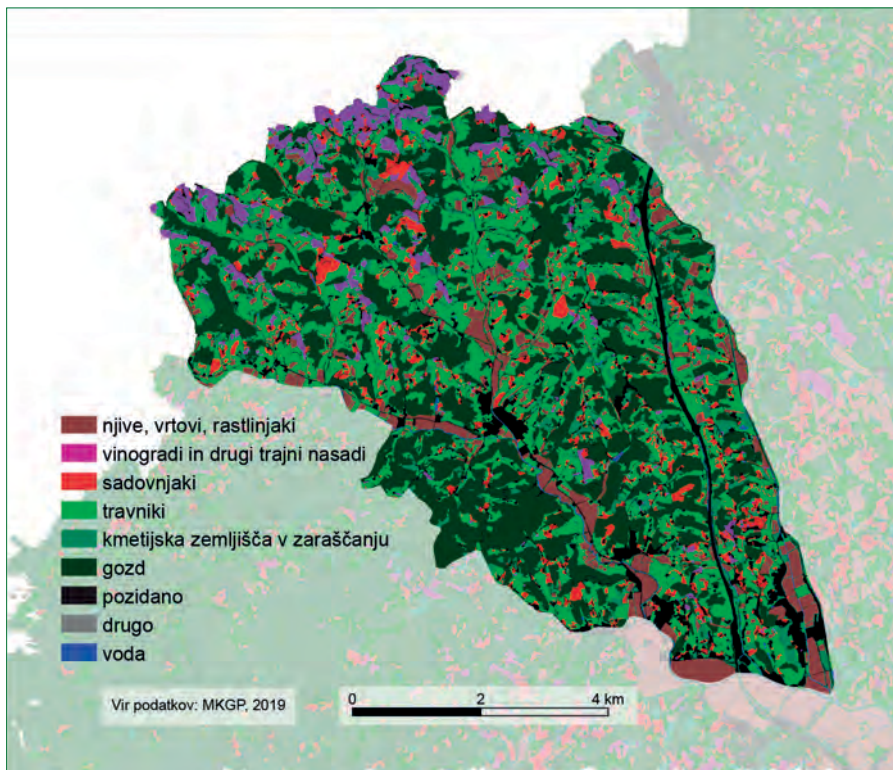 njive, vrtovi, rastlinjaki
vinogradi in drugi trajni nasadi
sadovnjaki
travniki
kmetijska zemljišča v zaraščanju
gozd
pozidano
drugo
voda
Vir podatkov: MKGP, 2019
0 2 4 km